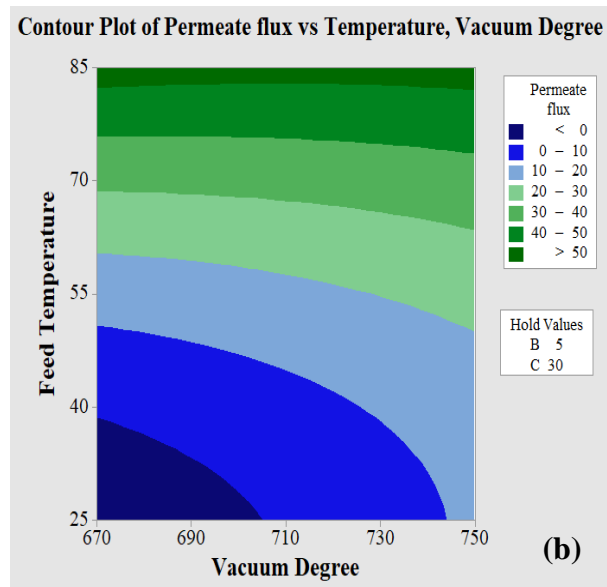 Contour Plot of Permeate flux vs Temperature, Vacuum Degree
85
70
55
40
25
Feed Temperature
670 690 710 730 750
Vacuum Degree
Permeate
flux
< 0
0 – 10
10 – 20
20 – 30
30 – 40
40 – 50
> 50
Hold Values
B 5
C 30
(b)